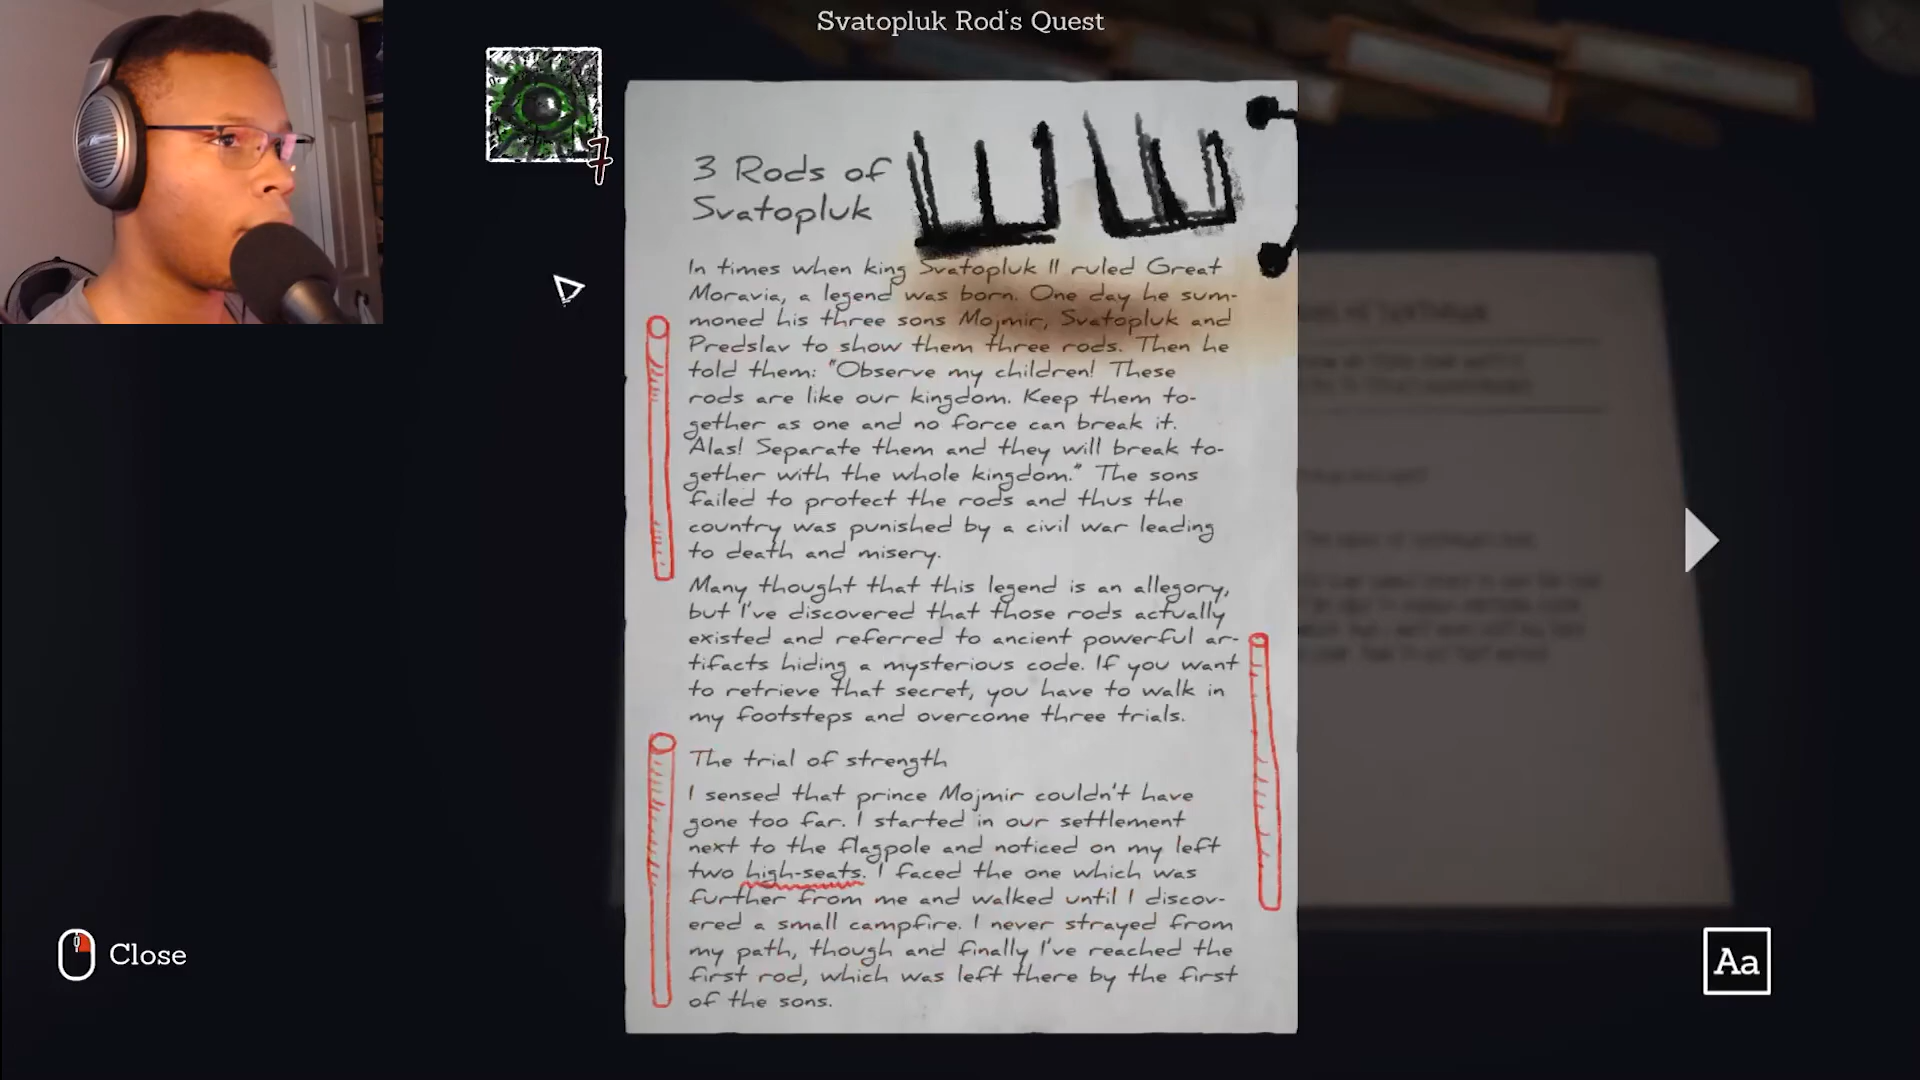 Svatopluk Rod's Quest
7
3 Rods of
Svatopluk
In times when king Svatopluk II ruled Great
Moravia, a legend was born. One day he sum-
moned his three sons Mojmir, Svatopluk and
Predslav to show them three rods. Then he
told them: "Observe my children! These
rods are like our kingdom. Keep them to-
gether as one and no force can break it.
Alas! Separate them and they will break to-
gether with the whole kingdom." The sons
failed to protect the rods and thus the
country was punished by a civil war leading
to death and misery.
Many thought that this legend is an allegory,
but I've discovered that those rods actually
existed and referred to ancient powerful ar-
tifacts hiding a mysterious code. If you want
to retrieve that secret, you have to walk in
my footsteps and overcome three trials.
The trial of strength
I sensed that prince Mojmir couldn't have
gone too far. I started in our settlement
next to the flagpole and noticed on my left
two high-seats. I faced the one which was
further from me and walked until I discov-
ered a small campfire. I never strayed from
my path, though and finally I've reached the
first rod, which was left there by the first
of the sons.
Close
Aa